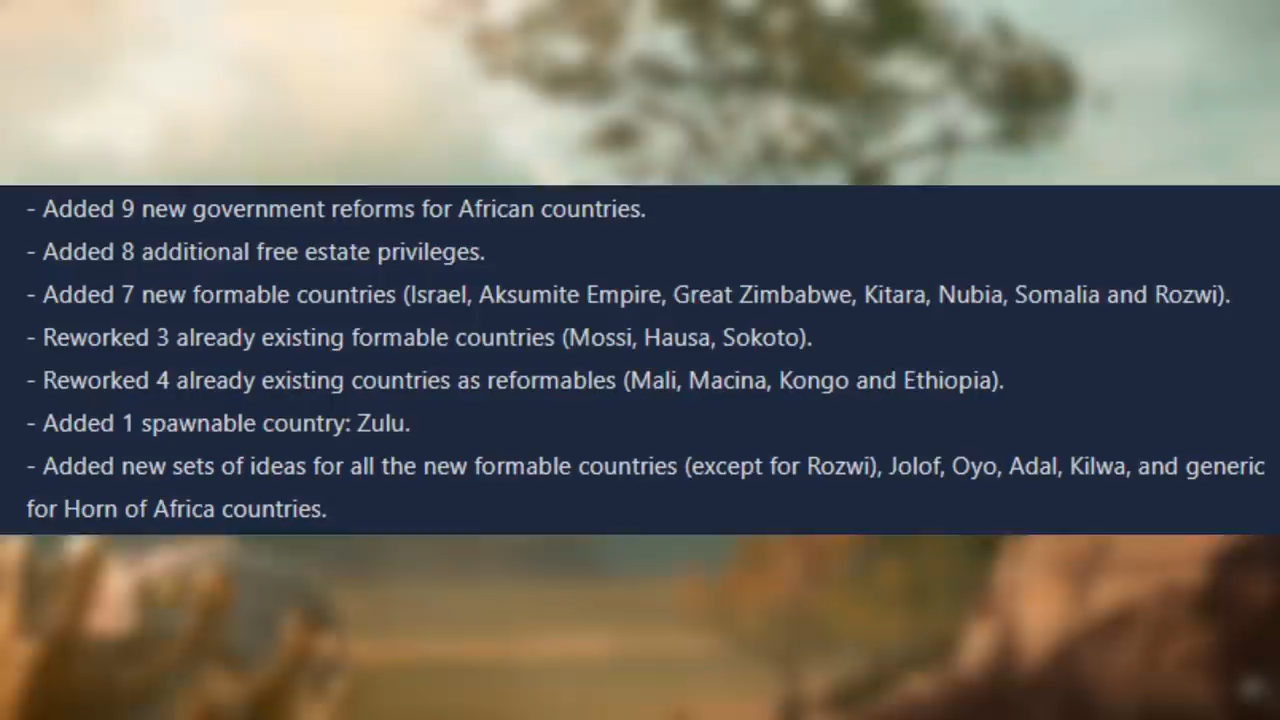 - Added 9 new government reforms for African countries.
- Added 8 additional free estate privileges.
- Added 7 new formable countries (Israel, Aksumite Empire, Great Zimbabwe, Kitara, Nubia, Somalia and Rozwi).
- Reworked 3 already existing formable countries (Mossi, Hausa, Sokoto).
- Reworked 4 already existing countries as reformables (Mali, Macina, Kongo and Ethiopia).
- Added 1 spawnable country: Zulu.
- Added new sets of ideas for all the new formable countries (except for Rozwi), Jolof, Oyo, Adal, Kilwa, and generic
for Horn of Africa countries.